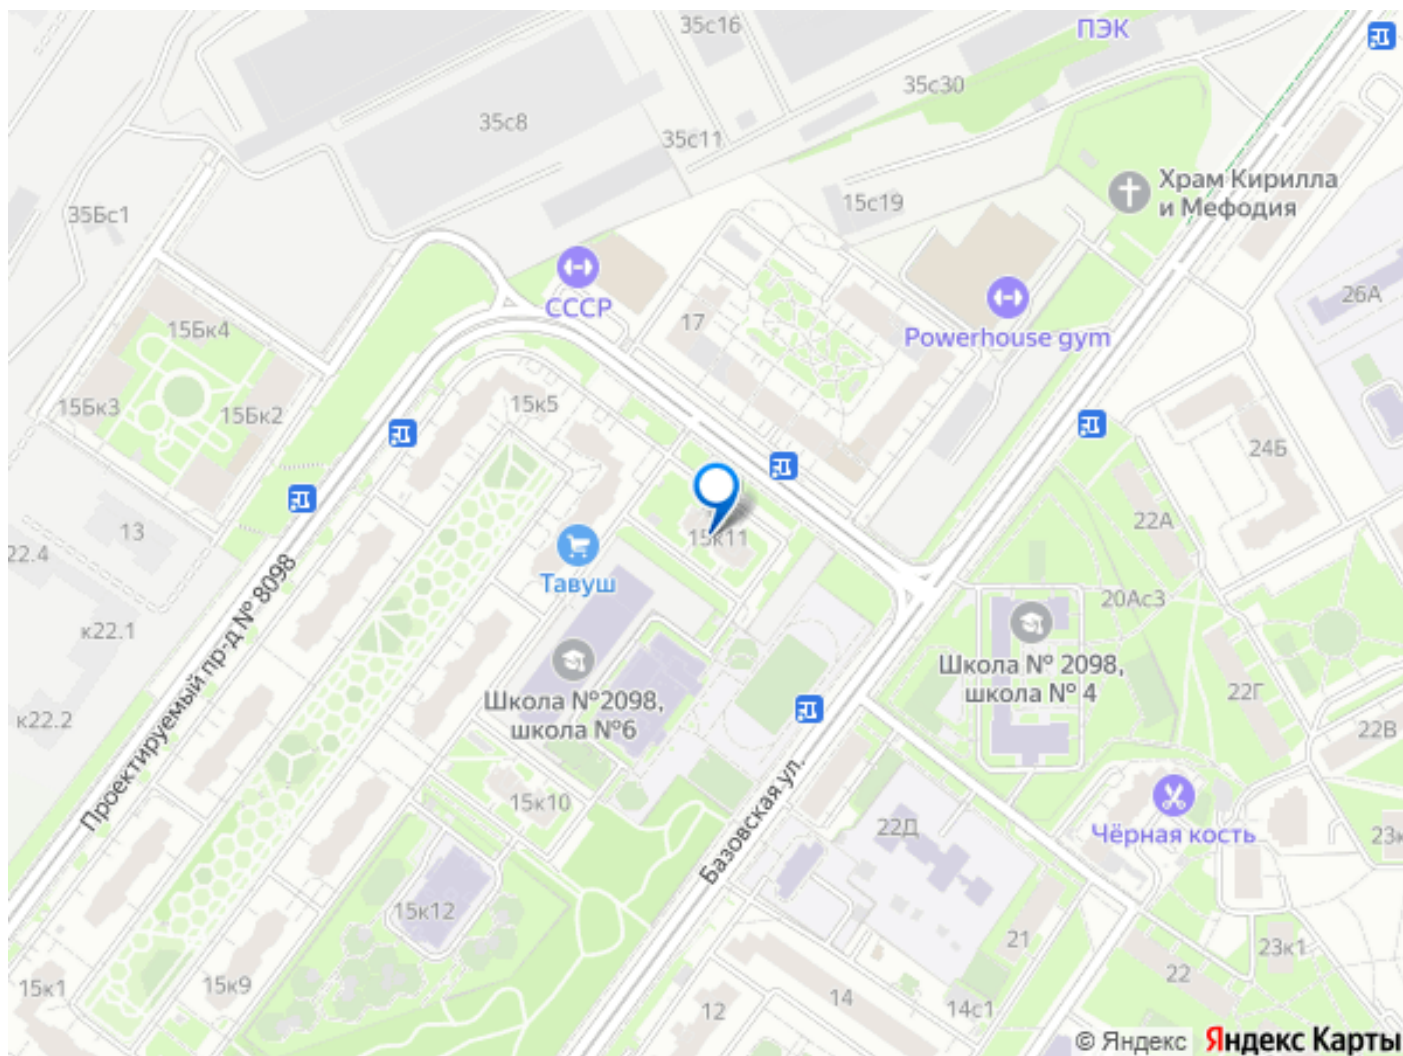 35с16
ПЭК
35с30
35с8
35с11
Храм Кирилла
и Мефодия
15с19
35Бс1
26А
СССР
17
Powerhouse gym
15Бк4
15Бк3
15Бк2
15к5
24Б
13
22А
22.4
15к11
Тавуш
20Ас3
к22.1
Школа №2098,
школа №6
Школа № 2098,
школа № 4
22Г
к22.2
22В
Проектируемый пр-д № 8098
15к10
Базовская ул.
22Д
Чёрная кость
23к
15к12
21
23к1
22
15к1
15к9
12
14
14с1
© Яндекс Яндекс Карты